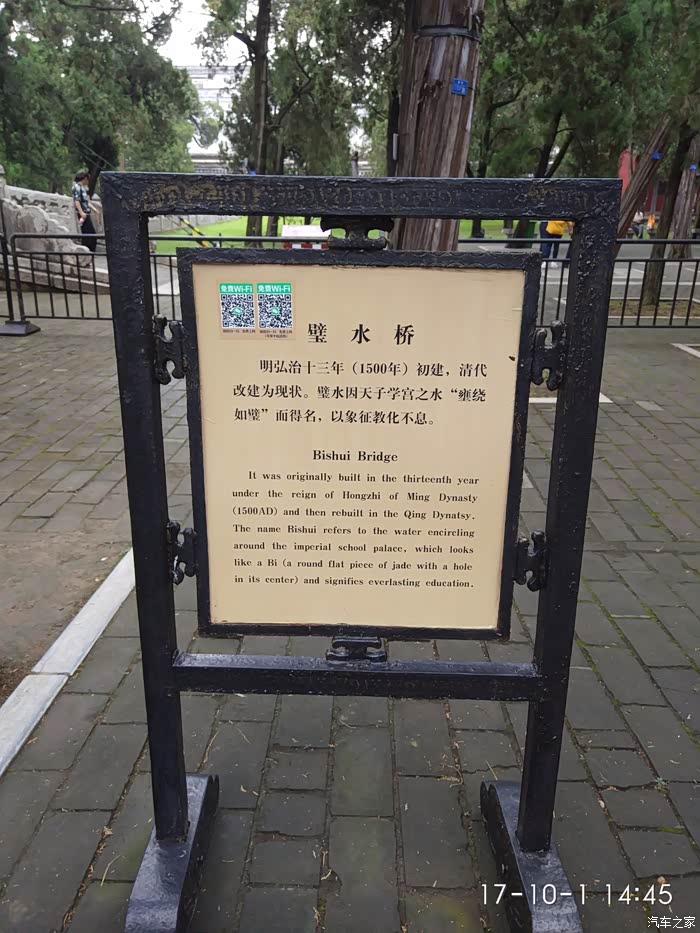 免费Wi-Fi 免费Wi-Fi
璧水桥
明弘治十三年（1500年）初建，清代
改建为现状。璧水因天子学宫之水“雍绕
如璧”而得名，以象征教化不息。
Bishui Bridge
It was originally built in the thirteenth year
under the reign of Hongzhi of Ming Dynasty
(1500AD) and then rebuilt in the Qing Dynatsy.
The name Bishui refers to the water encircling
around the imperial school palace, which looks
like a Bi (a round flat piece of jade with a hole
in its center) and signifies everlasting education.
17-10-1 14:45
汽车之家